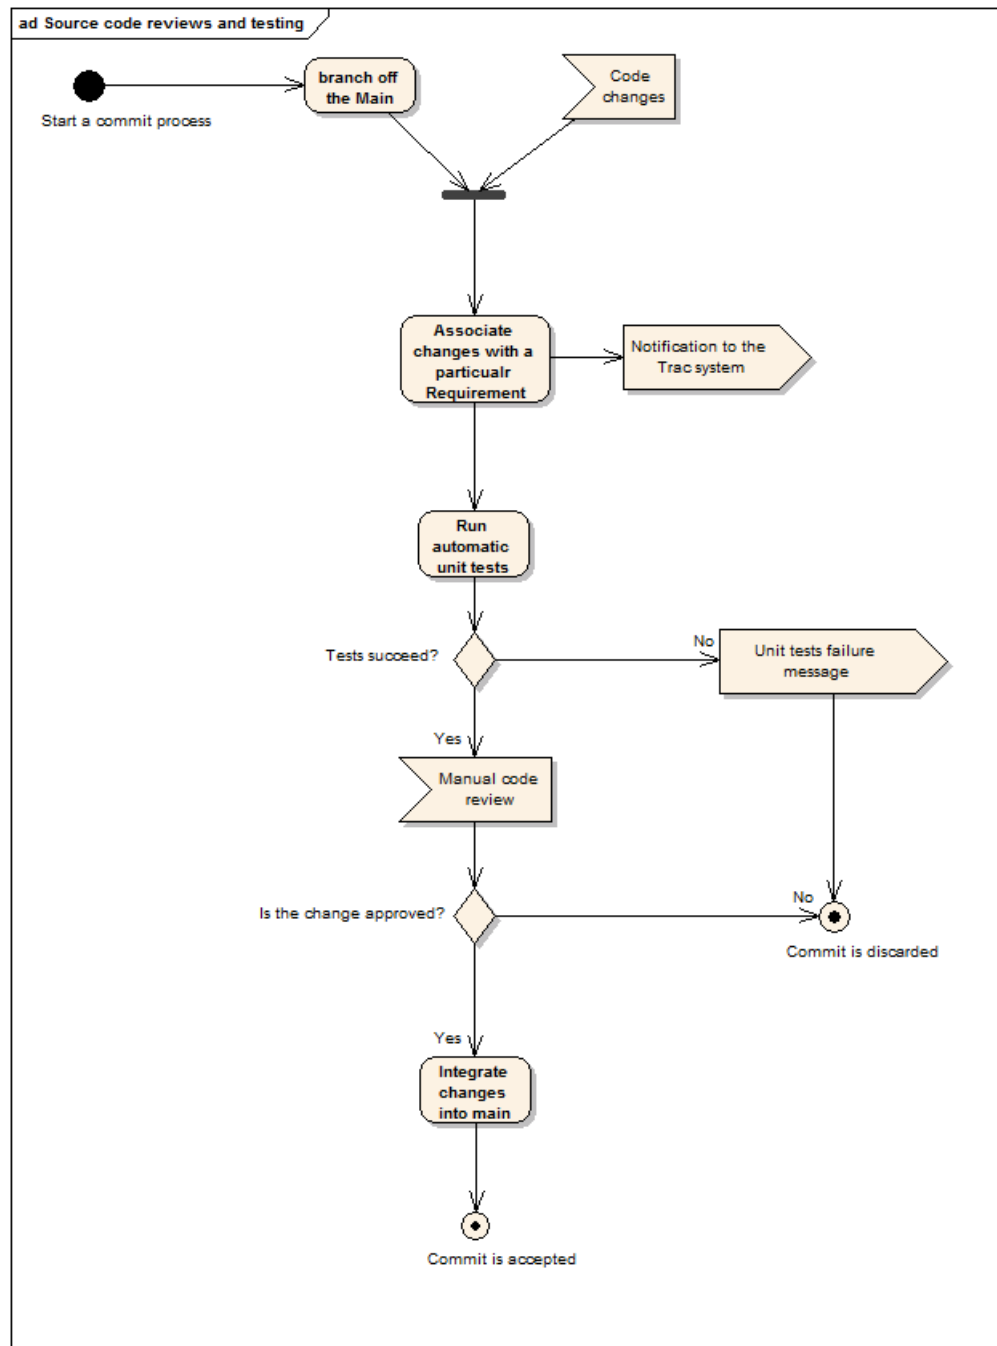 ad Source code reviews and testing
branch off
the Main
Code
changes
Start a commit process
Associate
changes with a
particualr
Requirement
Notification to the
Trac system
Run
automatic
unit tests
Tests succeed?
No
Unit tests failure
message
Yes
Manual code
review
Is the change approved?
No
Commit is discarded
Yes
Integrate
changes
into main
Commit is accepted